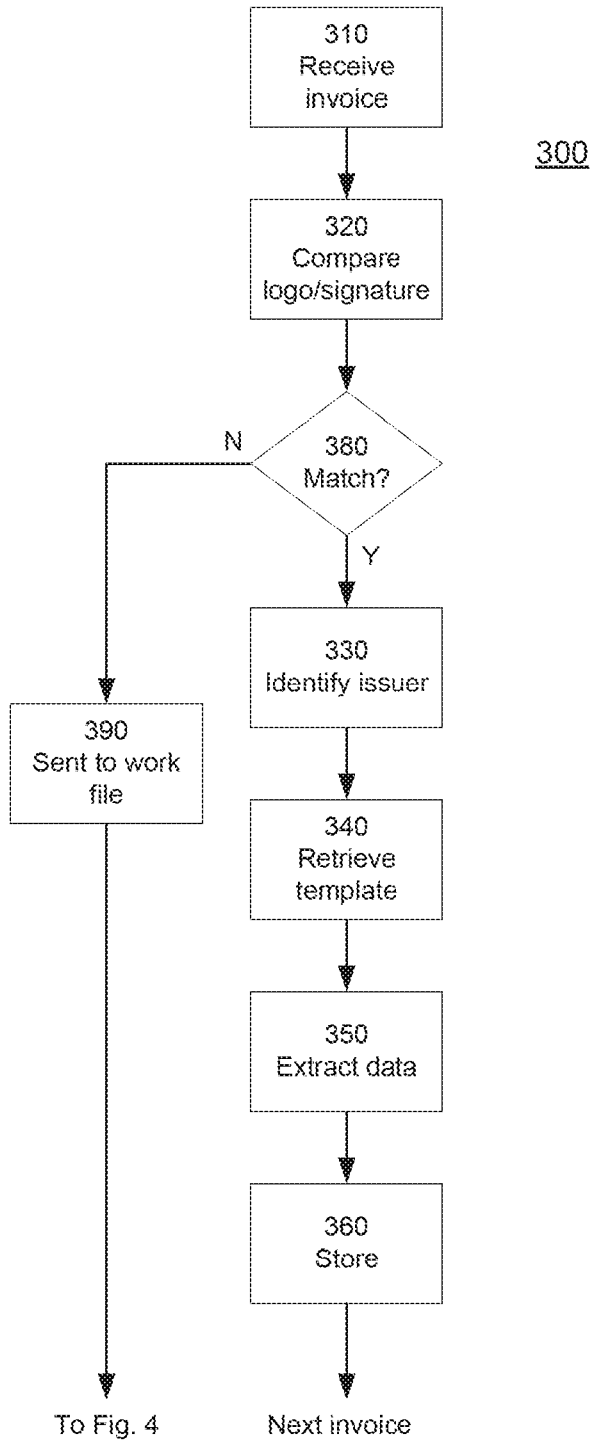 310
Receive
invoice
300
320
Compare
logo/signature
N
380
Match?
Y
330
Identify issuer
390
Sent to work
file
340
Retrieve
template
350
Extract data
360
Store
To Fig. 4
Next invoice